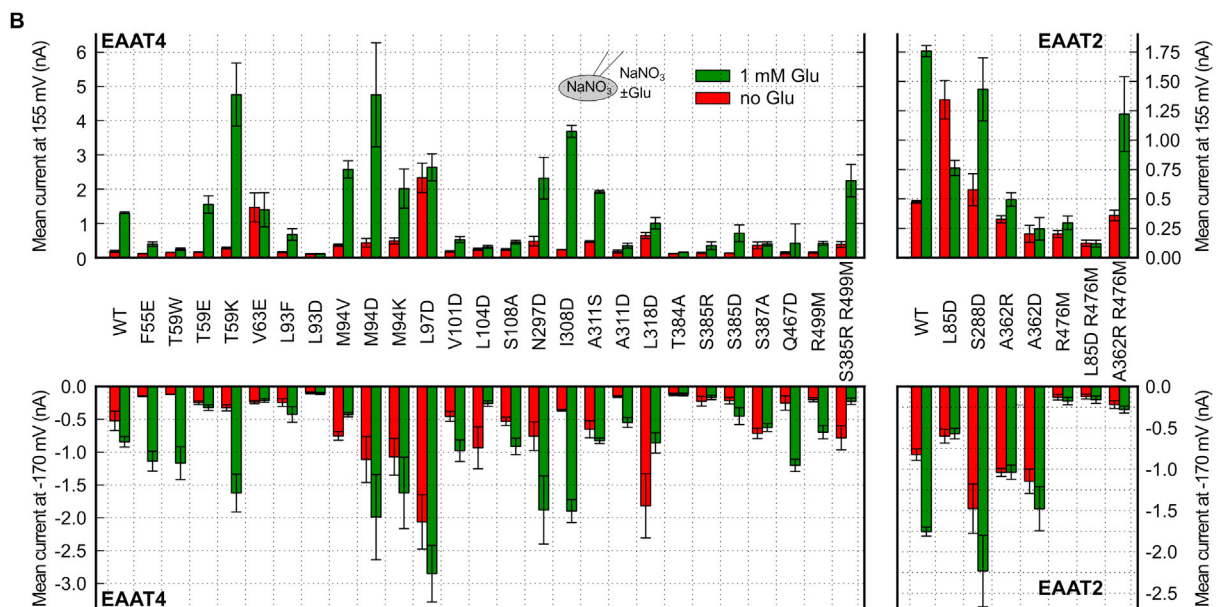 B
EAAT4
EAAT2
Mean current at 155 mV (nA)
6
5
4
3
2
1
0
NaNO3
NaNO3
±Glu
1 mM Glu
no Glu
1.75
1.50
1.25
1.00
0.75
0.5
0.25
0.00
Mean current at 155 mV (nA)
WT
F55E
T59W
T59E
T59K
V63E
L93F
L93D
M94V
M94D
M94K
L97D
V101D
L104D
S108A
N297D
I308D
A311S
A311D
L318D
T384A
S385R
S385D
S387A
Q467D
R499M
S385R R499M
WT
L85D
S288D
A362R
A362D
R476M
L85D R476M
A362R R476M
Mean current at -170 mV (nA)
0.0
-0.5
-1.0
-1.5
-2.0
-2.5
-3.0
0.0
-0.5
-1.0
-1.5
-2.0
-2.5
Mean current at -170 mV (nA)
EAAT4
EAAT2